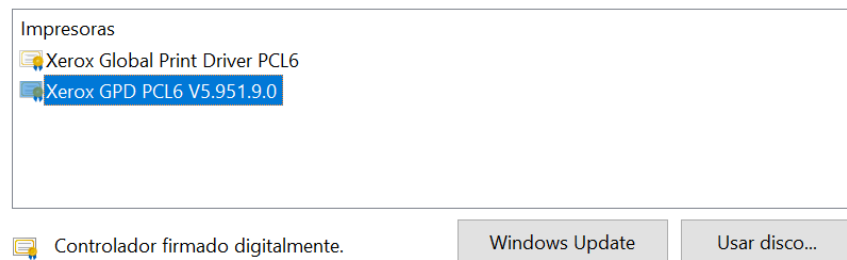 Impresoras
Xerox Global Print Driver PCL6
Xerox GPD PCL6 V5.951.9.0
Controlador firmado digitalmente.
Windows Update
Usar disco...